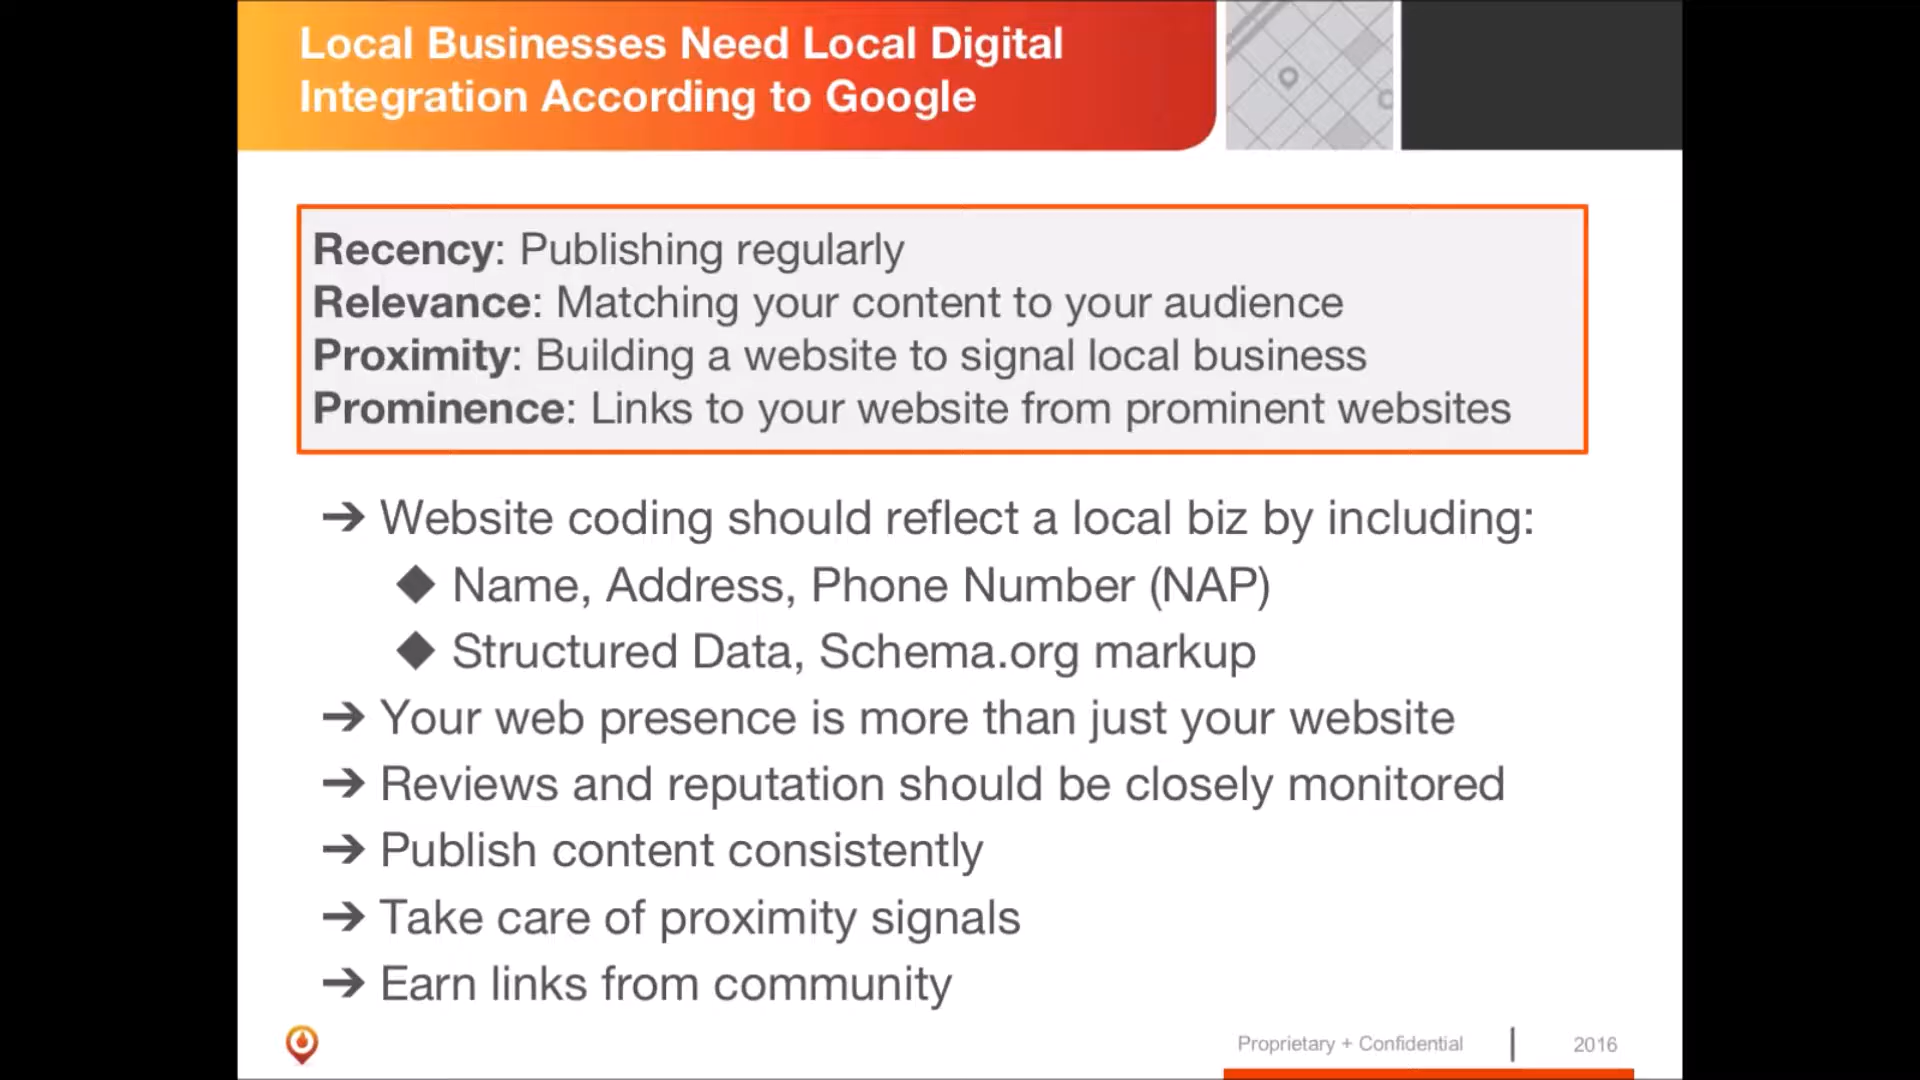 Local Businesses Need Local Digital
Integration According to Google
Recency: Publishing regularly
Relevance: Matching your content to your audience
Proximity: Building a website to signal local business
Prominence: Links to your website from prominent websites
➔ Website coding should reflect a local biz by including:
◆ Name, Address, Phone Number (NAP)
◆ Structured Data, Schema.org markup
➔ Your web presence is more than just your website
➔ Reviews and reputation should be closely monitored
➔ Publish content consistently
➔ Take care of proximity signals
➔ Earn links from community
Proprietary + Confidential | 2016